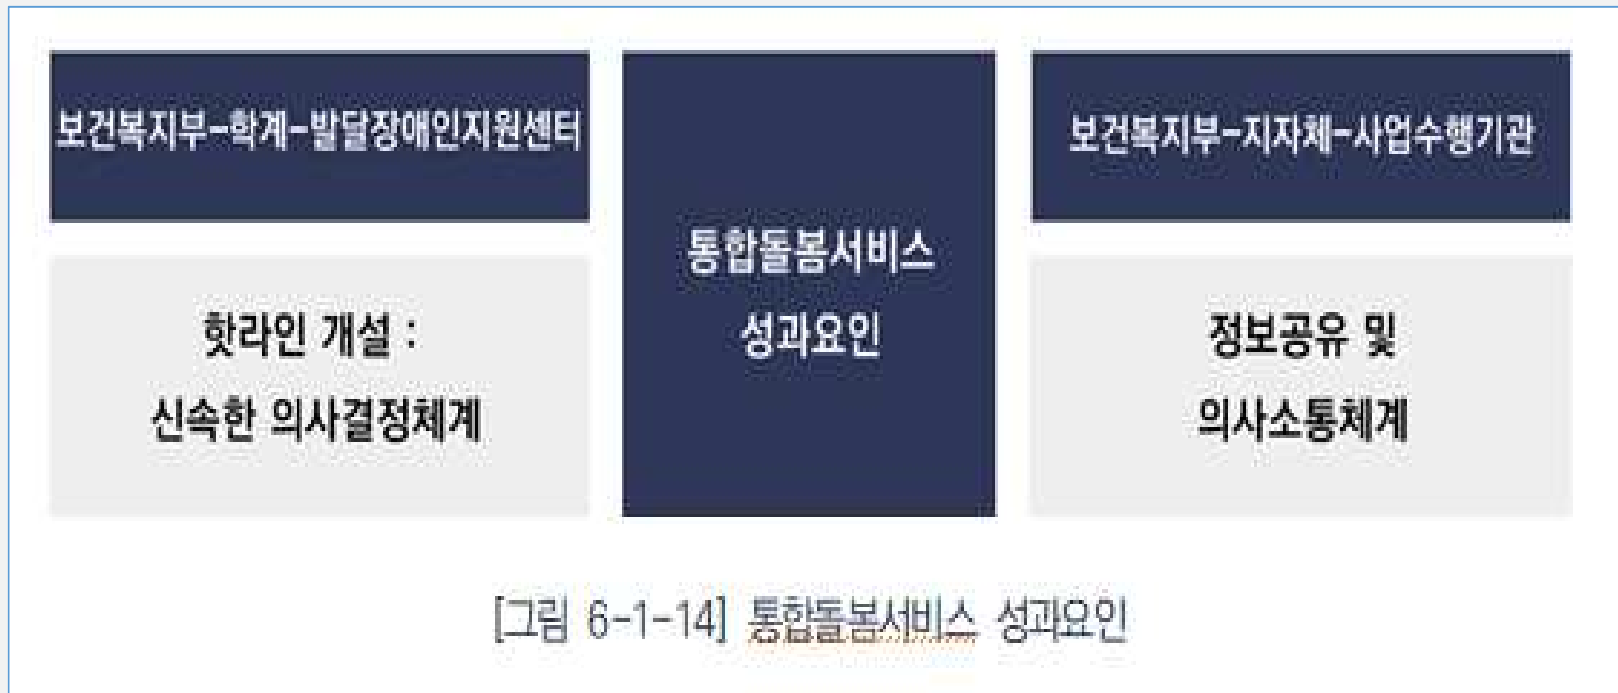 보건복지부-학계-발달장애인지원센터
핫라인 개설 :
신속한 의사결정체계
통합돌봄서비스
성과요인
보건복지부-지자체-사업수행기관
정보공유 및
의사소통체계
[그림 6-1-14] 통합돌봄서비스 성과요인